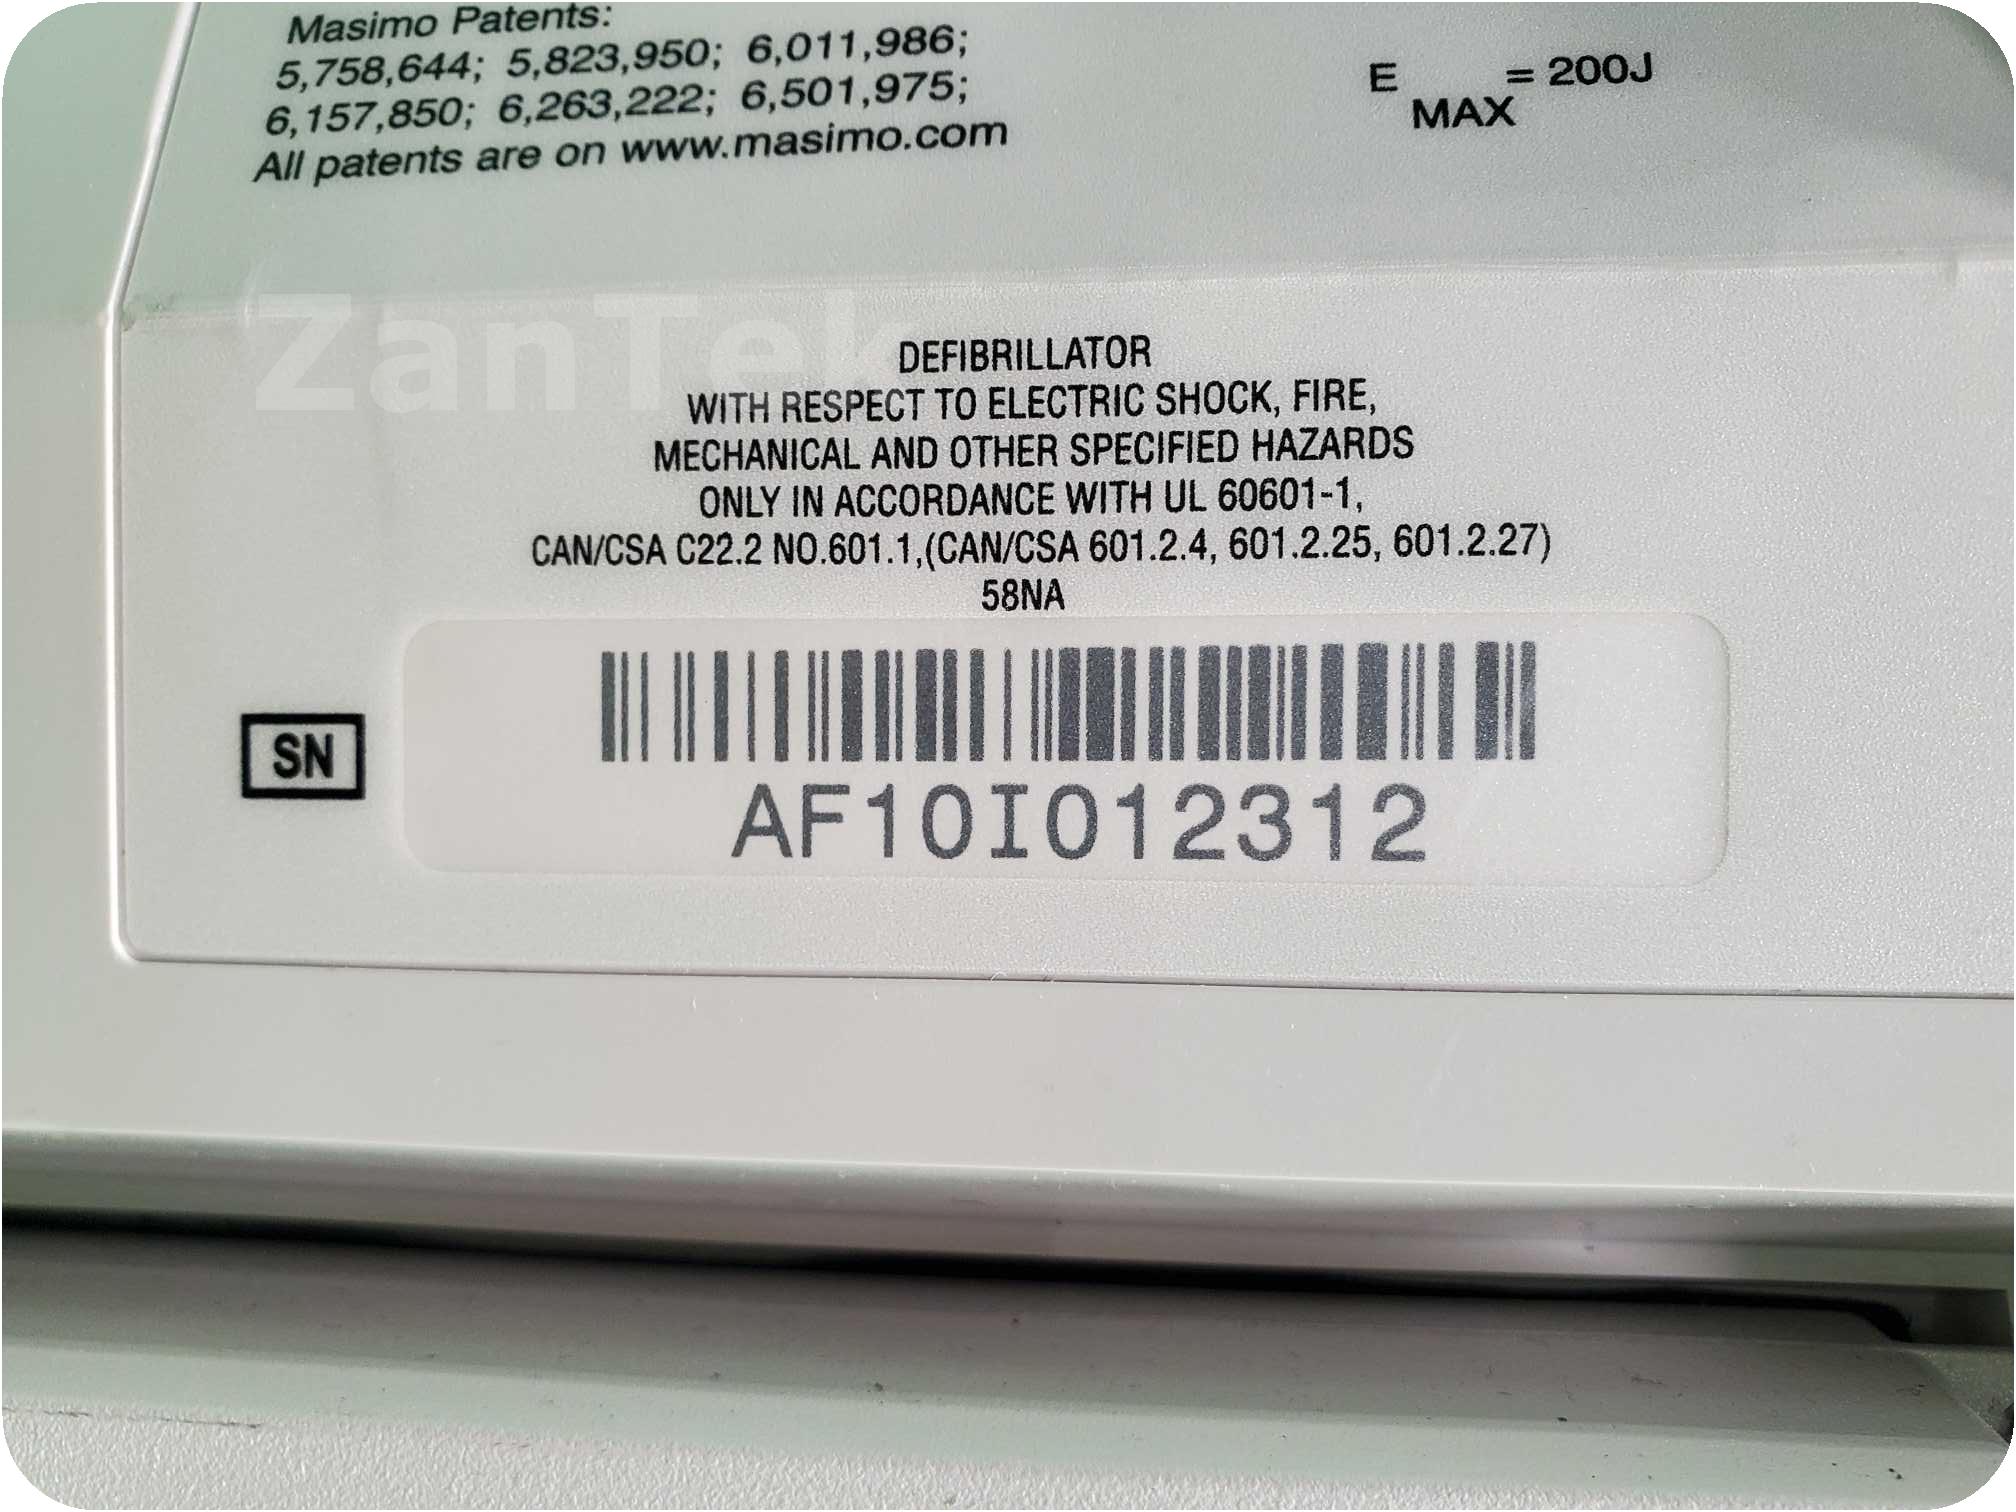 Masimo Patents:
5,758,644; 5,823,950; 6,011,986;
6,157,850; 6,263,222; 6,501,975;
All patents are on www.masimo.com
E MAX = 200J
ZanTek
DEFIBRILLATOR
WITH RESPECT TO ELECTRIC SHOCK, FIRE,
MECHANICAL AND OTHER SPECIFIED HAZARDS
ONLY IN ACCORDANCE WITH UL 60601-1,
CAN/CSA C22.2 NO.601.1,(CAN/CSA 601.2.4, 601.2.25, 601.2.27)
58NA
SN
AF10I012312